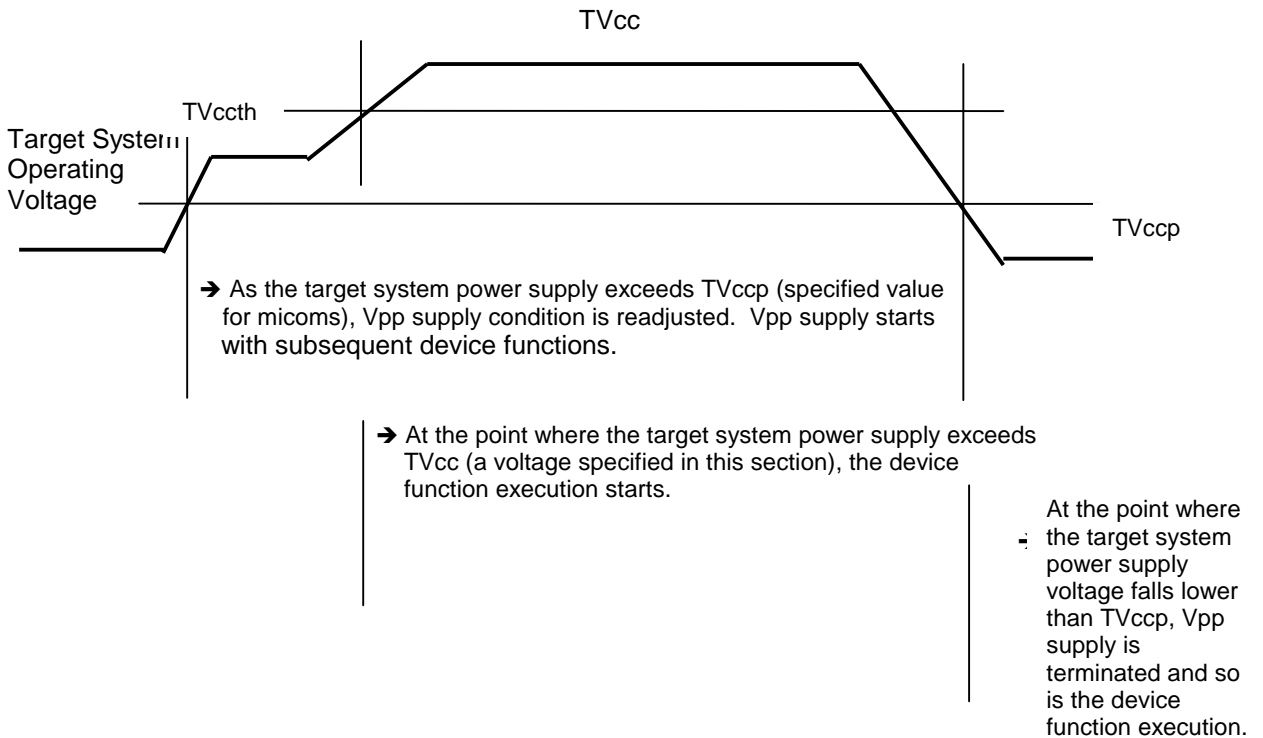 TVcc
TVccth
Target System
Operating
Voltage
TVccp
➔ As the target system power supply exceeds TVccp (specified value
for micoms), Vpp supply condition is readjusted.  Vpp supply starts
with subsequent device functions.
➔ At the point where the target system power supply exceeds
TVcc (a voltage specified in this section), the device
function execution starts.
At the point where
➔ the target system
power supply
voltage falls lower
than TVccp, Vpp
supply is
terminated and so
is the device
function execution.